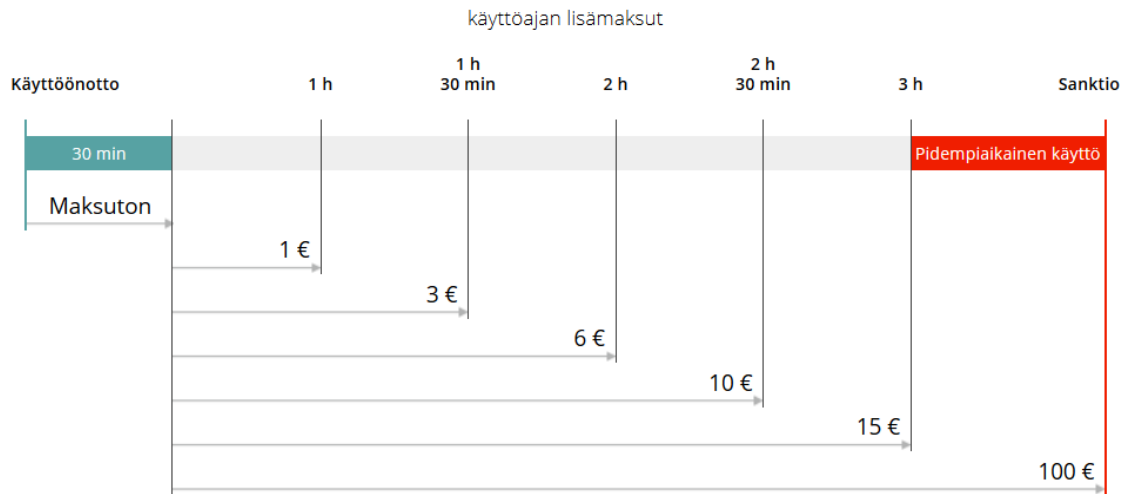 käyttöajan lisämaksut
1 h
2 h
Käyttöönotto
1 h
30 min
2 h
30 min
3 h
Sanktio
30 min
Pidempiaikainen käyttö
Maksuton
1 €
3 €
6 €
10 €
15 €
100 €